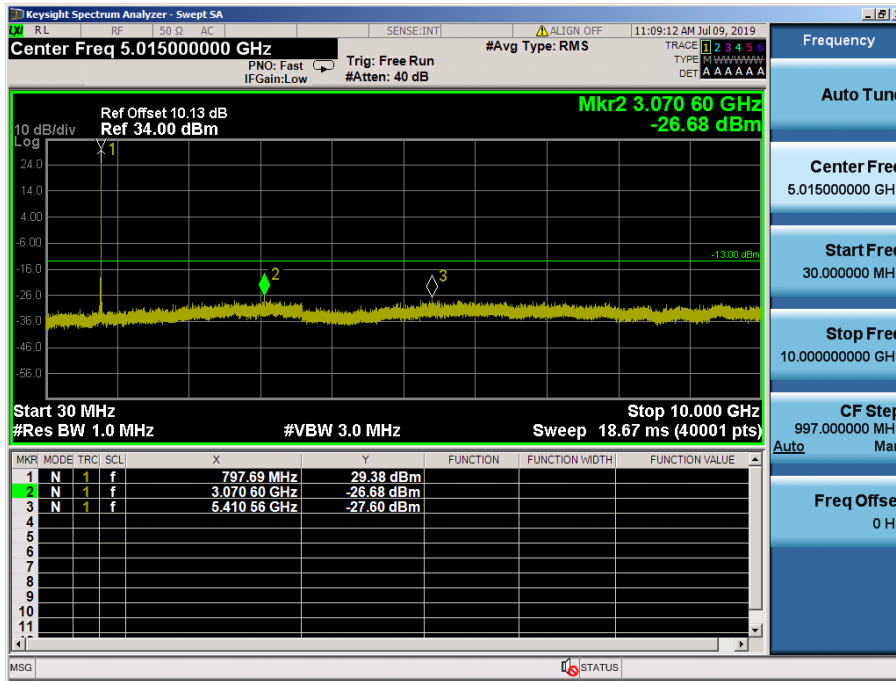 Keysight Spectrum Analyzer - Swept SA
LXI RL RF 50 Ω AC SENSE:INT ALIGN OFF 11:09:12 AM Jul 09, 2019
Center Freq 5.015000000 GHz
PNO: Fast
IFGain:Low
Trig: Free Run
#Atten: 40 dB
#Avg Type: RMS
TRACE 1 2 3 4 5 6
TYPE M WWWWW
DET A A A A A A
Ref Offset 10.13 dB
10 dB/div Ref 34.00 dBm
Log
Mkr2 3.070 60 GHz
-26.68 dBm
1
24.0
14.0
4.00
-6.00
-13.00 dBm
-16.0
2
3
-26.0
-36.0
-46.0
-56.0
Start 30 MHz Stop 10.000 GHz
#Res BW 1.0 MHz #VBW 3.0 MHz Sweep 18.67 ms (40001 pts)
MKR MODE TRC SCL X Y FUNCTION FUNCTION WIDTH FUNCTION VALUE
1 N 1 f 797.69 MHz 29.38 dBm
2 N 1 f 3.070 60 GHz -26.68 dBm
3 N 1 f 5.410 56 GHz -27.60 dBm
4
5
6
7
8
9
10
11
MSG STATUS
Frequency
Auto Tune
Center Freq
5.015000000 GH
Start Freq
30.000000 MH
Stop Freq
10.000000000 GH
CF Step
997.000000 MH
Auto Man
Freq Offse
0 H